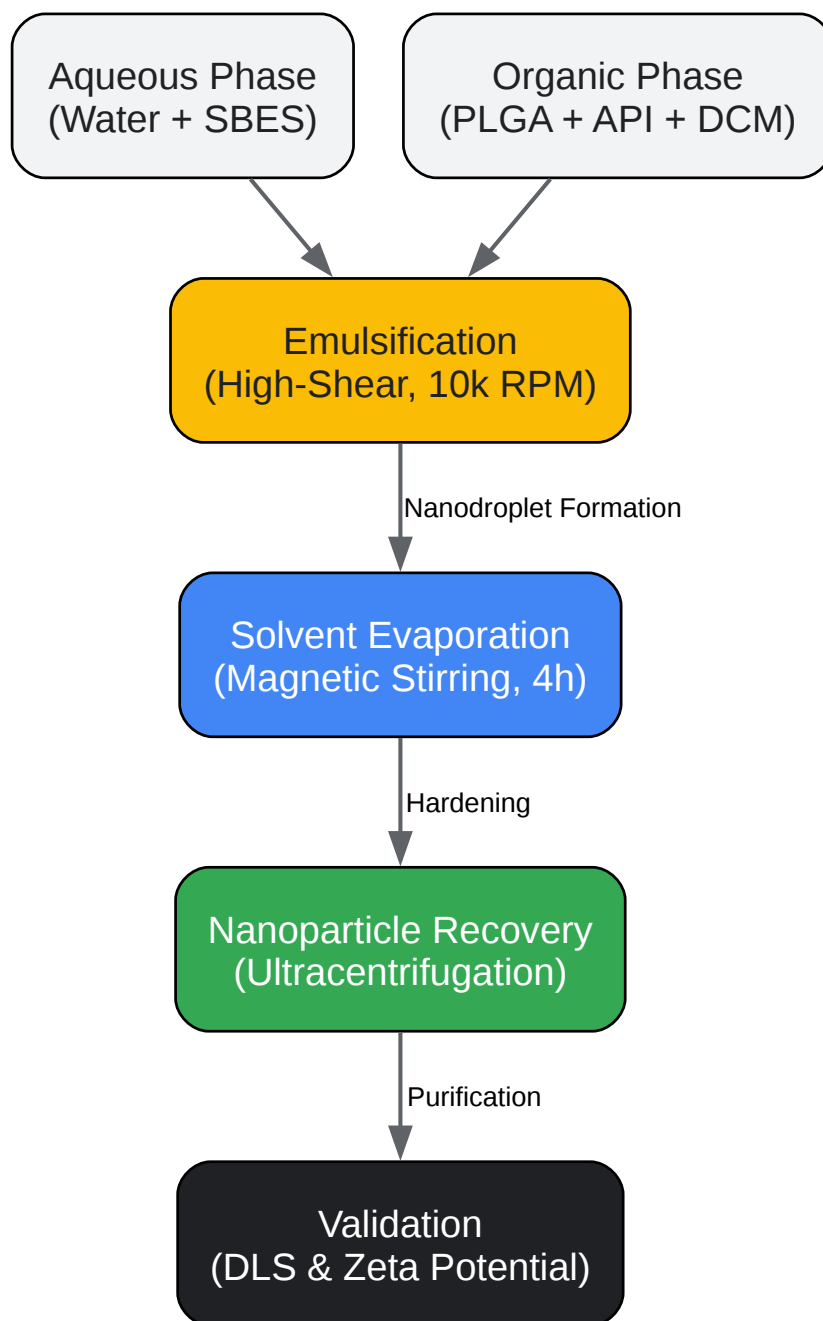 Aqueous Phase
(Water + SBES)
Organic Phase
(PLGA + API + DCM)
Emulsification
(High-Shear, 10k RPM)
Nanodroplet Formation
Solvent Evaporation
(Magnetic Stirring, 4h)
Hardening
Nanoparticle Recovery
(Ultracentrifugation)
Purification
Validation
(DLS & Zeta Potential)